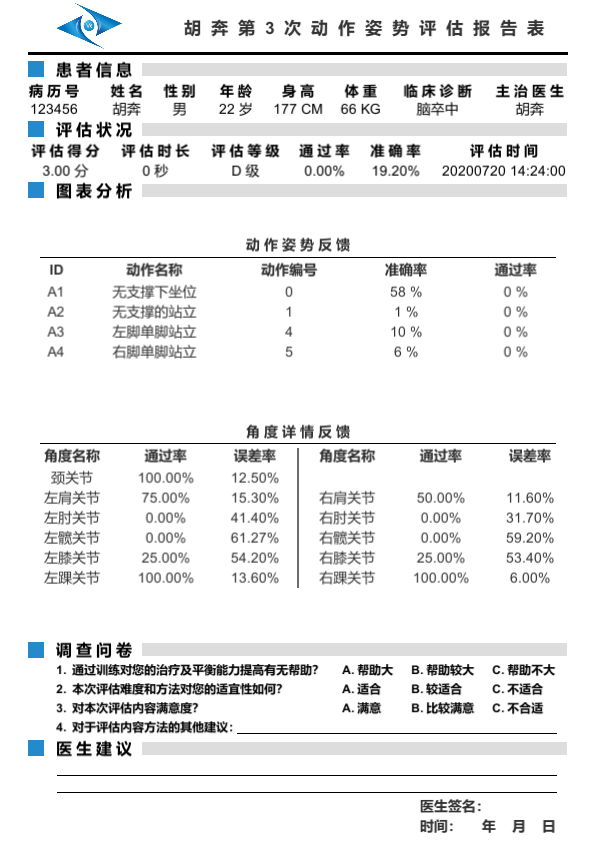 胡奔第3次动作姿势评估报告表
患者信息
病历号 姓名 性别 年龄 身高 体重 临床诊断 主治医生
123456 胡奔 男 22 岁 177 CM 66 KG 脑卒中 胡奔
评估状况
评估得分 评估时长 评估等级 通过率 准确率 评估时间
3.00 分 0 秒 D 级 0.00% 19.20% 20200720 14:24:00
图表分析
动作姿势反馈
ID 动作名称 动作编号 准确率 通过率
A1 无支撑下坐位 0 58 % 0 %
A2 无支撑的站立 1 1 % 0 %
A3 左脚单脚站立 4 10 % 0 %
A4 右脚单脚站立 5 6 % 0 %
角度详情反馈
角度名称 通过率 误差率 角度名称 通过率 误差率
颈关节 100.00% 12.50%
左肩关节 75.00% 15.30% 右肩关节 50.00% 11.60%
左肘关节 0.00% 41.40% 右肘关节 0.00% 31.70%
左髋关节 0.00% 61.27% 右髋关节 0.00% 59.20%
左膝关节 25.00% 54.20% 右膝关节 25.00% 53.40%
左踝关节 100.00% 13.60% 右踝关节 100.00% 6.00%
调查问卷
1. 通过训练对您的治疗及平衡能力提高有无帮助? A. 帮助大 B. 帮助较大 C. 帮助不大
2. 本次评估难度和方法对您的适宜性如何? A. 适合 B. 较适合 C. 不适合
3. 对本次评估内容满意度? A. 满意 B. 比较满意 C. 不合适
4. 对于评估内容方法的其他建议:
医生建议
医生签名:
时间: 年 月 日